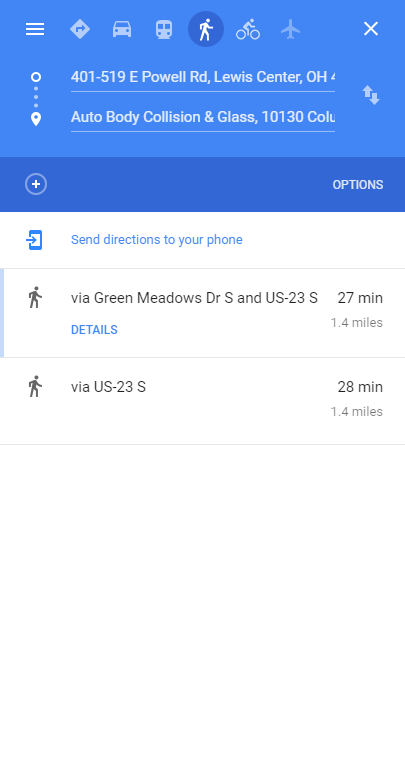 401-519 E Powell Rd, Lewis Center, OH
Auto Body Collision & Glass, 10130
OPTIONS
Send directions to your phone
via Green Meadows Dr S and US-23 S 27 min
DETAILS 1.4 miles
via US-23 S 28 min
1.4 miles